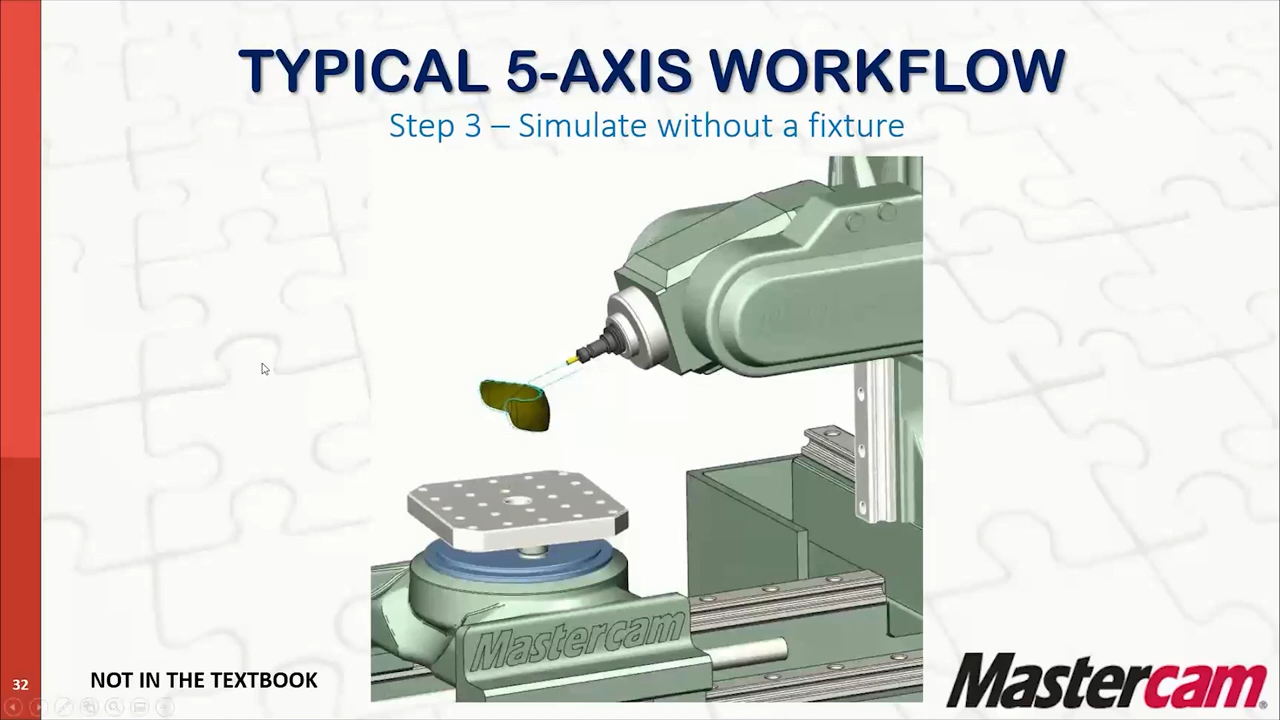 TYPICAL 5-AXIS WORKFLOW
Step 3 – Simulate without a fixture
Mastercam
32
NOT IN THE TEXTBOOK
Mastercam®